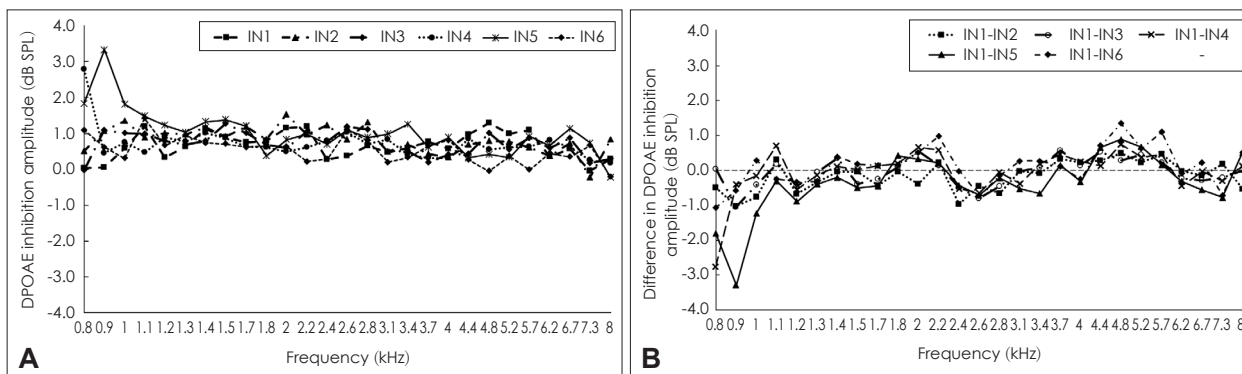 4.0
3.0
2.0
1.0
0.0
-1.0
-2.0
-3.0
-4.0
DPOAE inhibition amplitude (dB SPL)
IN1 IN2 IN3 IN4 IN5 IN6
0.8 0.9 1 1.1 1.2 1.3 1.4 1.5 1.7 1.8 2 2.2 2.4 2.6 2.8 3.1 3.4 3.7 4 4.4 4.8 5.2 5.7 6.2 6.7 7.3 8
Frequency (kHz)
A
4.0
3.0
2.0
1.0
0.0
-1.0
-2.0
-3.0
-4.0
Difference in DPOAE inhibition
amplitude (dB SPL)
IN1-IN2 IN1-IN3 IN1-IN4
IN1-IN5 IN1-IN6 -
0.8 0.9 1 1.1 1.2 1.3 1.4 1.5 1.7 1.8 2 2.2 2.4 2.6 2.8 3.1 3.4 3.7 4 4.4 4.8 5.2 5.7 6.2 6.7 7.3 8
Frequency (kHz)
B